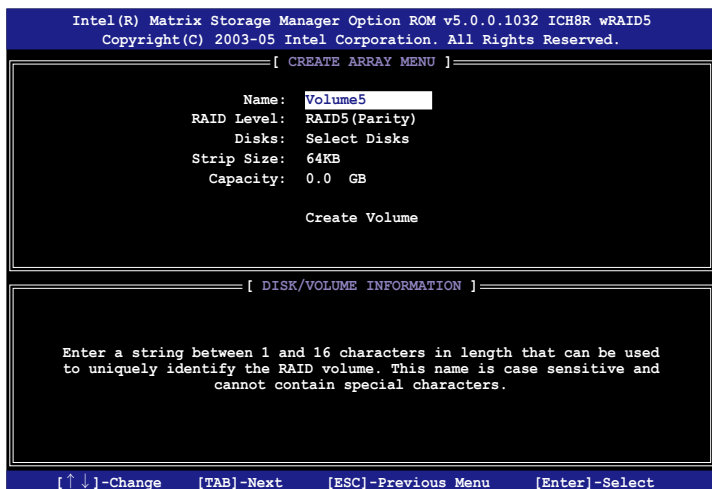 Intel(R) Matrix Storage Manager Option ROM v5.0.0.1032 ICH8R wRAID5
Copyright(C) 2003-05 Intel Corporation. All Rights Reserved.
[ CREATE ARRAY MENU ]
Name: Volume5
RAID Level: RAID5(Parity)
Disks: Select Disks
Strip Size: 64KB
Capacity: 0.0 GB
Create Volume
[ DISK/VOLUME INFORMATION ]
Enter a string between 1 and 16 characters in length that can be used
to uniquely identify the RAID volume. This name is case sensitive and
cannot contain special characters.
[↑↓]-Change [TAB]-Next [ESC]-Previous Menu [Enter]-Select